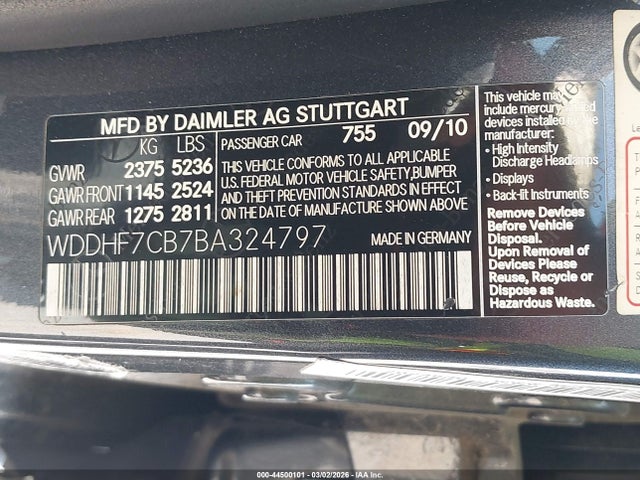 MFD BY DAIMLER AG STUTTGART
KG LBS
GVWR 2375 5236
GAWR FRONT 1145 2524
GAWR REAR 1275 2811
PASSENGER CAR 755 09/10
THIS VEHICLE CONFORMS TO ALL APPLICABLE
U.S. FEDERAL MOTOR VEHICLE SAFETY,BUMPER
AND THEFT PREVENTION STANDARDS IN EFFECT
ON THE DATE OF MANUFACTURE SHOWN ABOVE
WDDHF7CB7BA324797 MADE IN GERMANY
This vehicle may
include mercury-added
devices installed by the
manufacturer:
• High Intensity
Discharge Headlamps
• Displays
• Back-lit Instruments
Remove Devices
Before Vehicle
Disposal.
Upon Removal of
Devices Please
Reuse, Recycle or
Dispose as
Hazardous Waste.
000-44500101 - 03/02/2026 - IAA Inc.